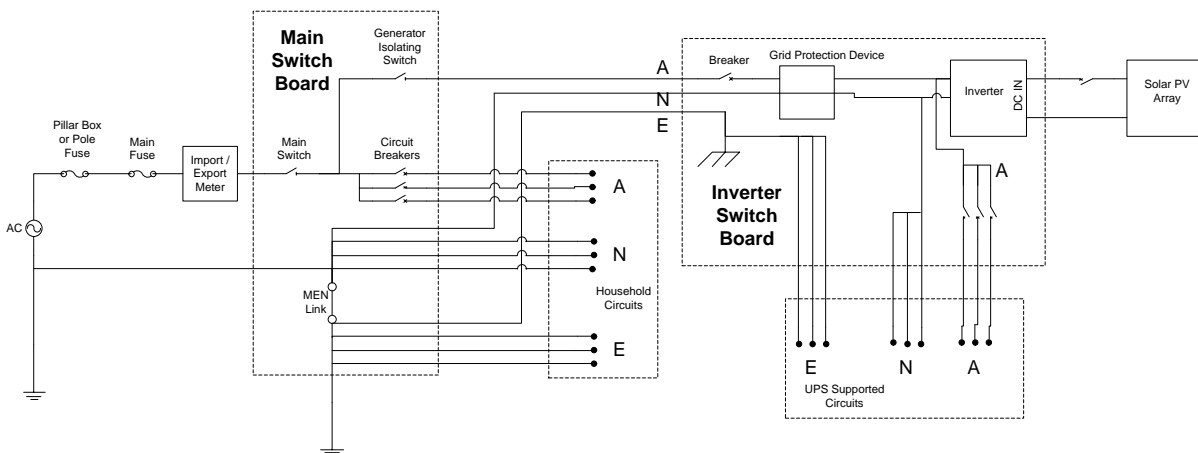 Main
Switch
Board
Generator
Isolating
Switch
A
N
E
Breaker
Grid Protection Device
Inverter
DC IN
Solar PV
Array
Pillar Box
or Pole
Fuse
Main
Fuse
Import /
Export
Meter
Main
Switch
Circuit
Breakers
AC
A
N
Household
Circuits
E
MEN
Link
Inverter
Switch
Board
A
E
N
A
UPS Supported
Circuits